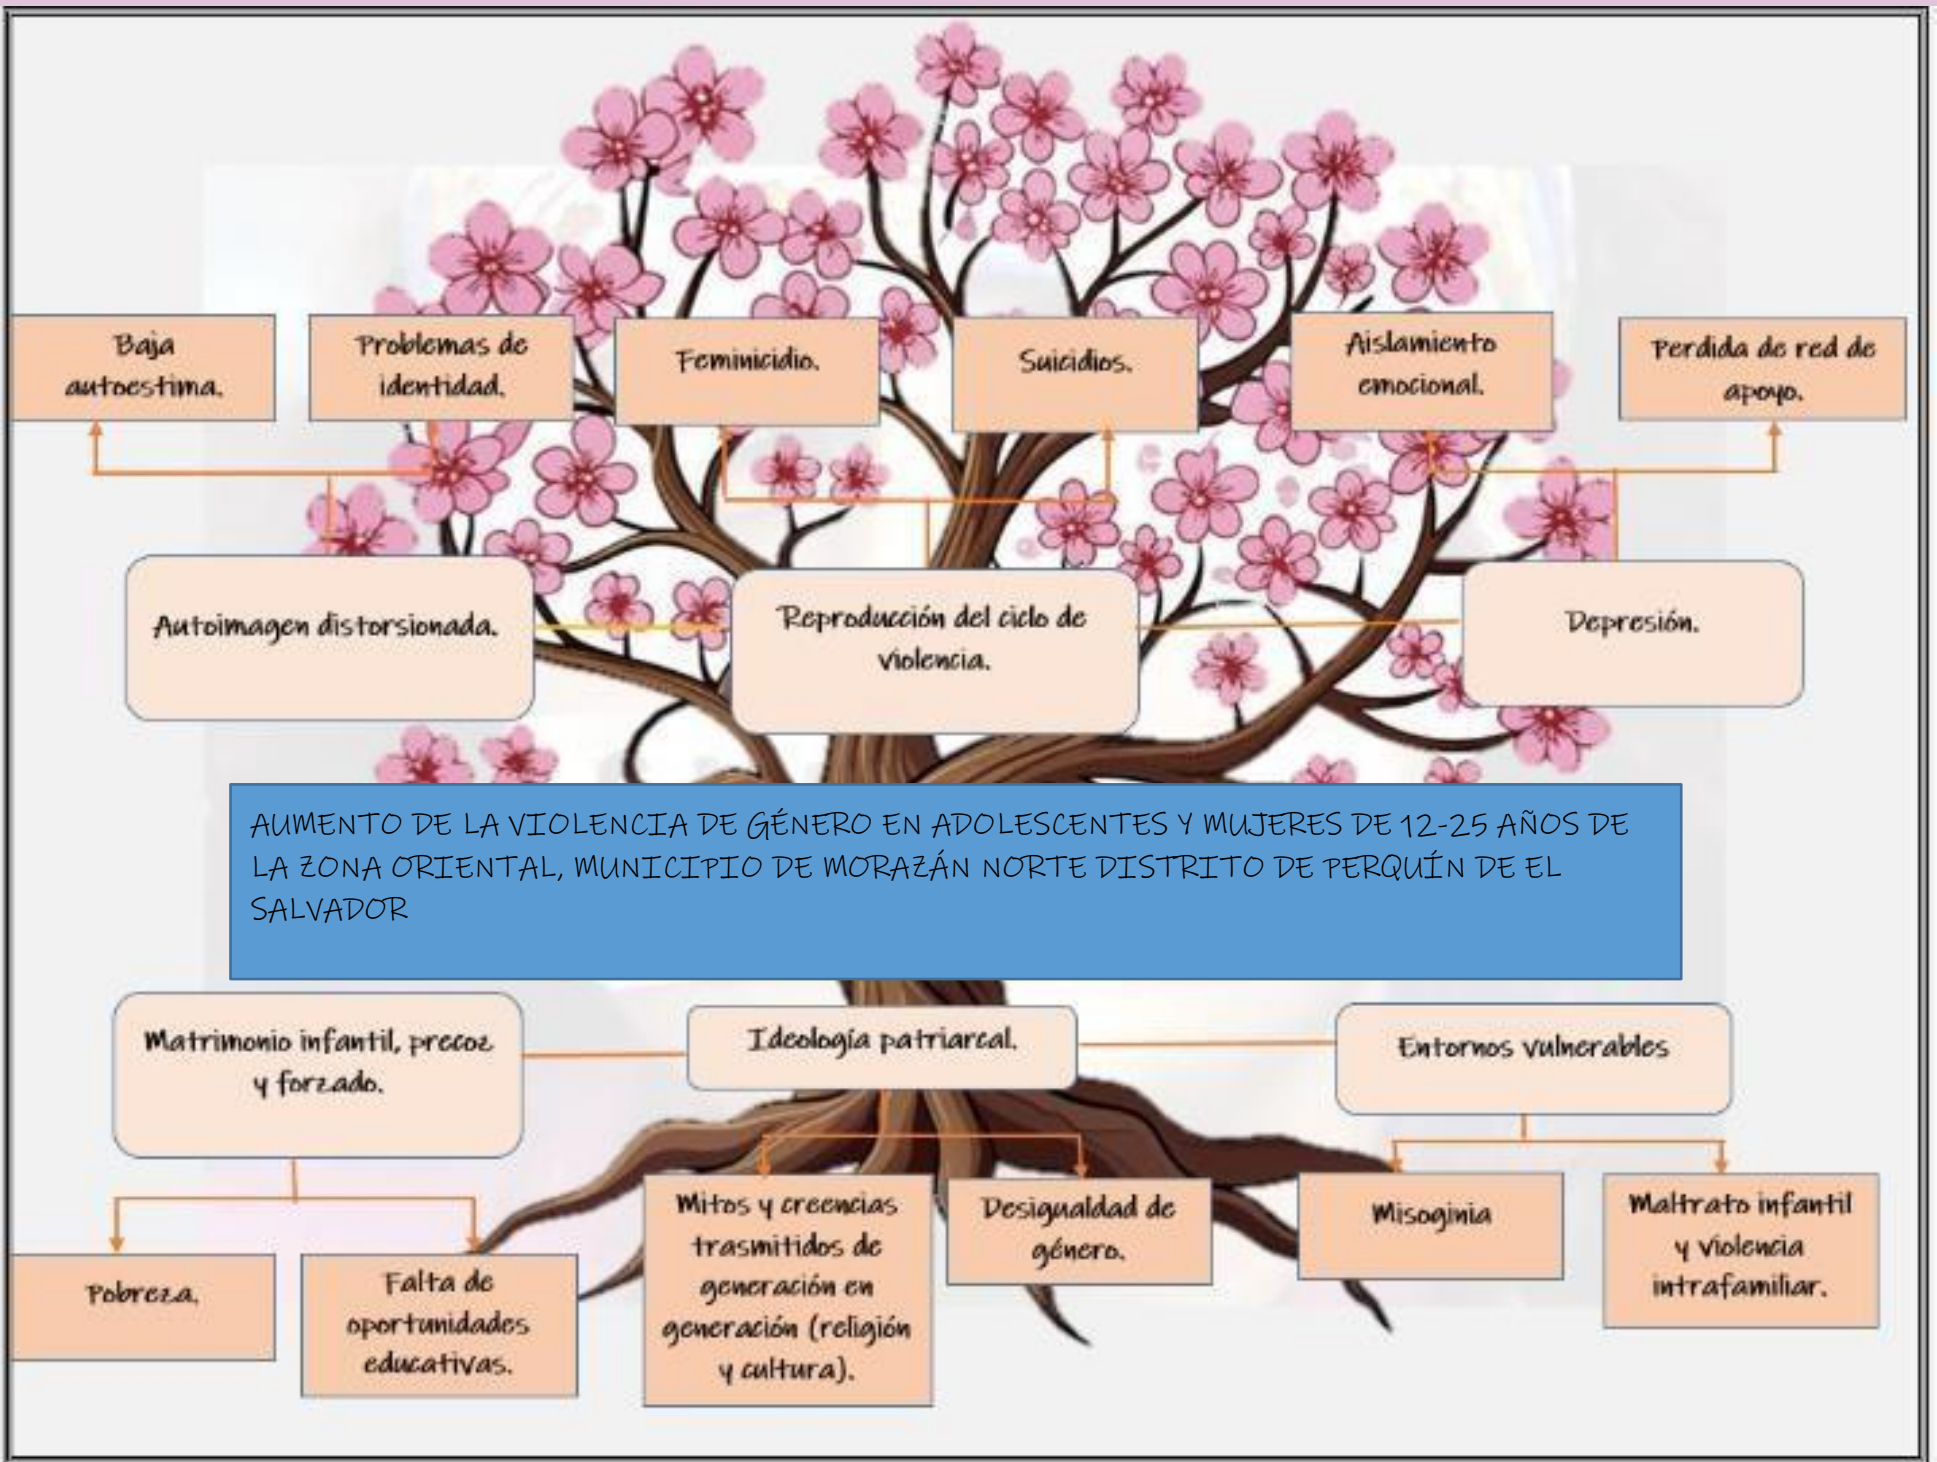 Baja
autoestima.
Problemas de
identidad.
Feminicidio.
Suicidios.
Aislamiento
emocional.
Perdida de red de
apoyo.
Autoimagen distorsionada.
Reproducción del ciclo de
violencia.
Depresión.
AUMENTO DE LA VIOLENCIA DE GÉNERO EN ADOLESCENTES Y MUJERES DE 12-25 AÑOS DE
LA ZONA ORIENTAL, MUNICIPIO DE MORAZÁN NORTE DISTRITO DE PERQUÍN DE EL
SALVADOR
Matrimonio infantil, precoz
y forzado.
Ideología patriarcal.
Entornos vulnerables
Pobreza.
Falta de
oportunidades
educativas.
Mitos y creencias
trasmitidos de
generación en
generación (religión
y cultura).
Desigualdad de
género.
Misoginia
Maltrato infantil
y violencia
intrafamiliar.